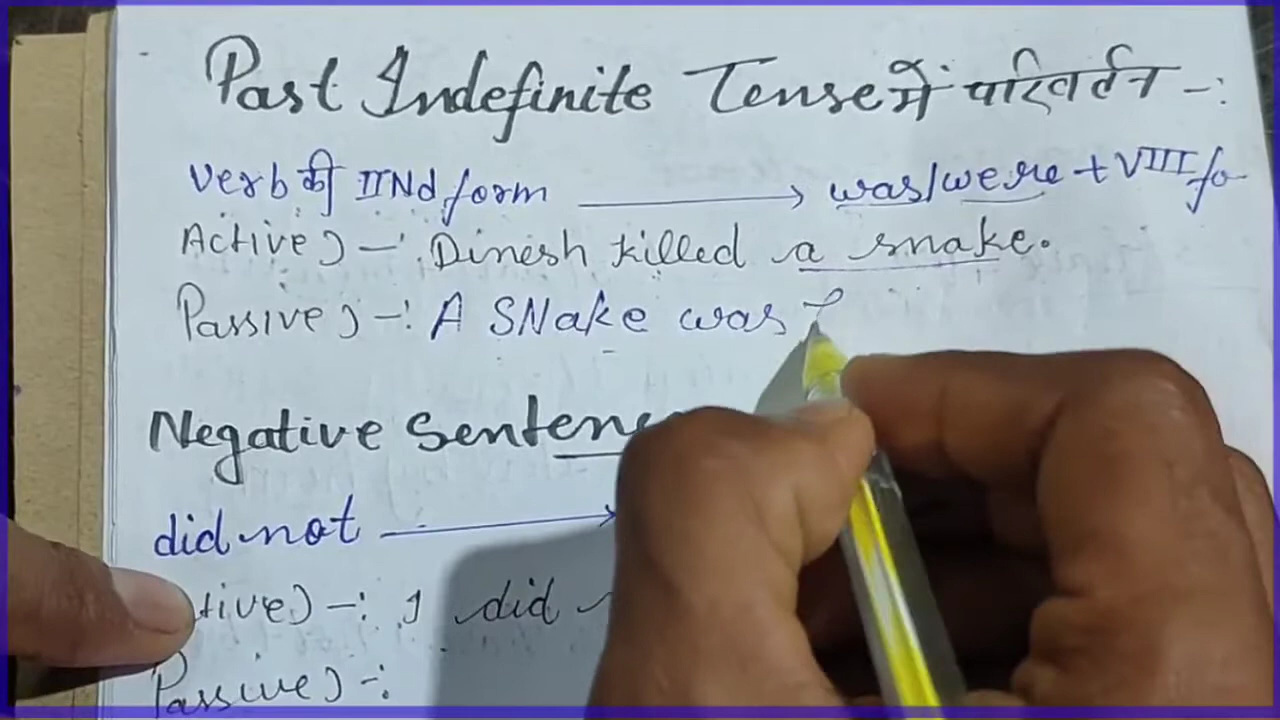 Past Indefinite Tense में परिवर्तन -:
Verb की IINd form → was/were + VIII fo
Active) -: Dinesh killed a snake.
Passive) -: A SNake was
Negative Senten
did not →
tive) -: I did
Passive) -: